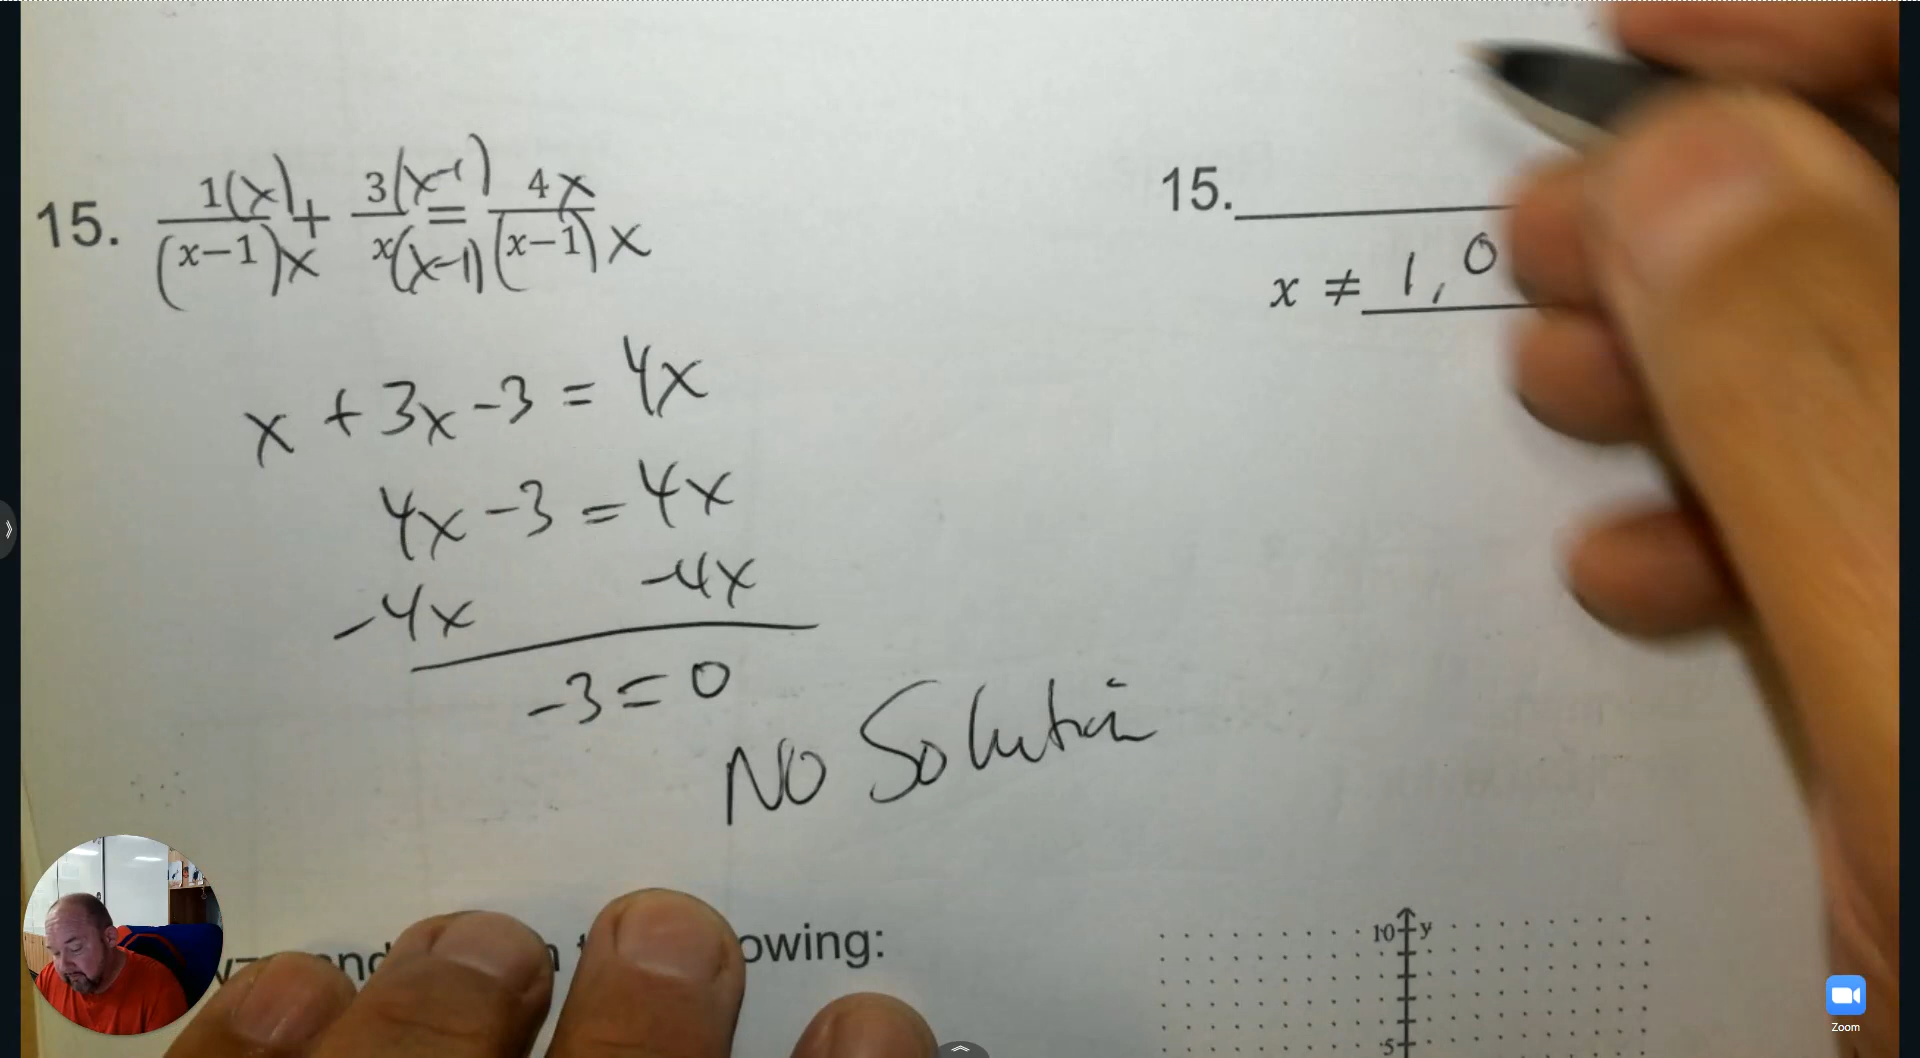 15. 1(x)/(x-1)x + 3(x-1)/x(x-1) = 4x/(x-1)x
x + 3x - 3 = 4x
4x - 3 = 4x
-4x -4x
-3 = 0
No Solution
15.
x ≠ 1, 0
owing:
10 y
5
Zoom